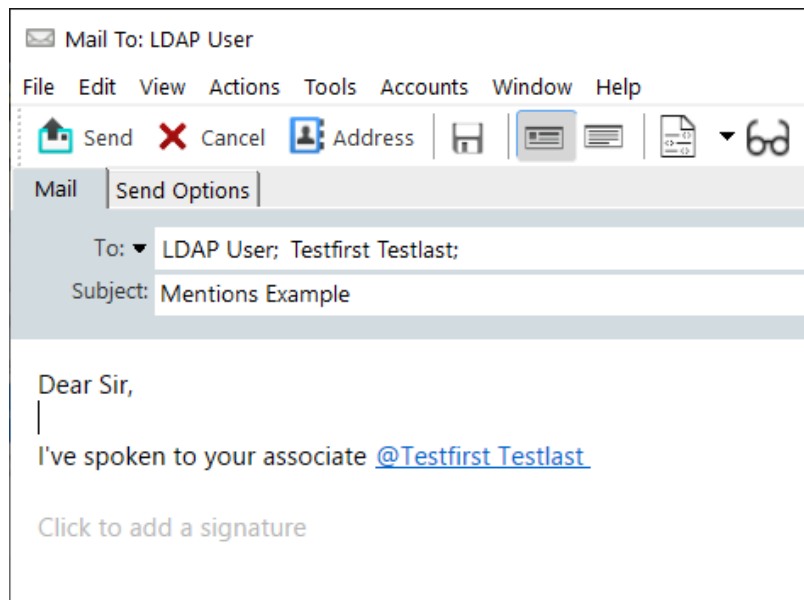 Mail To: LDAP User
File Edit View Actions Tools Accounts Window Help
Send Cancel Address
Mail Send Options
To: LDAP User; Testfirst Testlast;
Subject: Mentions Example
Dear Sir,
I've spoken to your associate @Testfirst Testlast
Click to add a signature